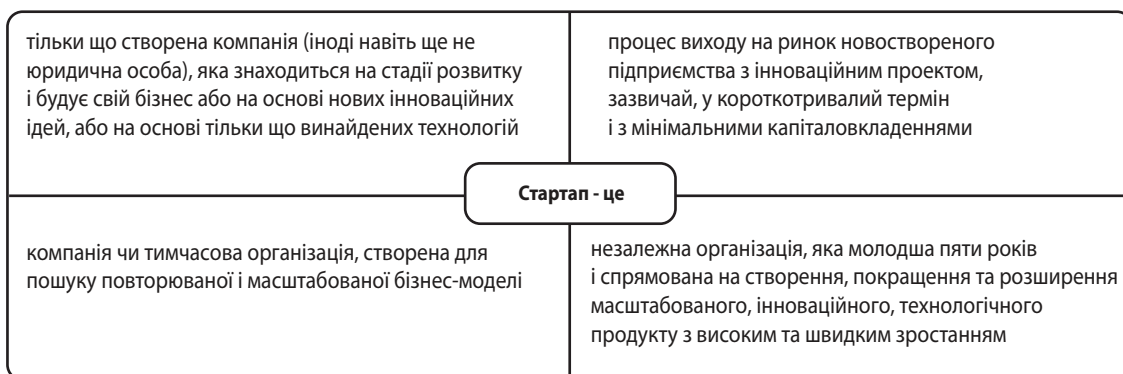 тільки що створена компанія (іноді навіть ще не
юридична особа), яка знаходиться на стадії розвитку
і будує свій бізнес або на основі нових інноваційних
ідей, або на основі тільки що винайдених технологій
процес виходу на ринок новоствореного
підприємства з інноваційним проектом,
зазвичай, у короткотривалий термін
і з мінімальними капіталовкладеннями
Стартап - це
компанія чи тимчасова організація, створена для
пошуку повторюваної і масштабованої бізнес-моделі
незалежна організація, яка молодша пяти років
і спрямована на створення, покращення та розширення
масштабованого, інноваційного, технологічного
продукту з високим та швидким зростанням